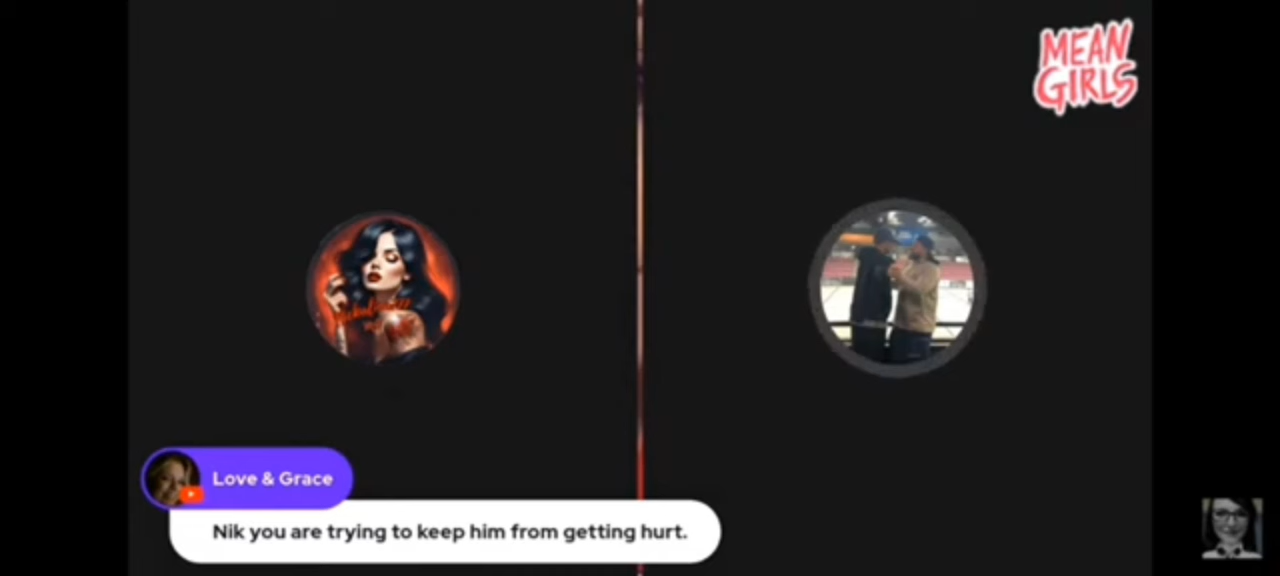 MEAN
GIRLS
Love & Grace
Nik you are trying to keep him from getting hurt.